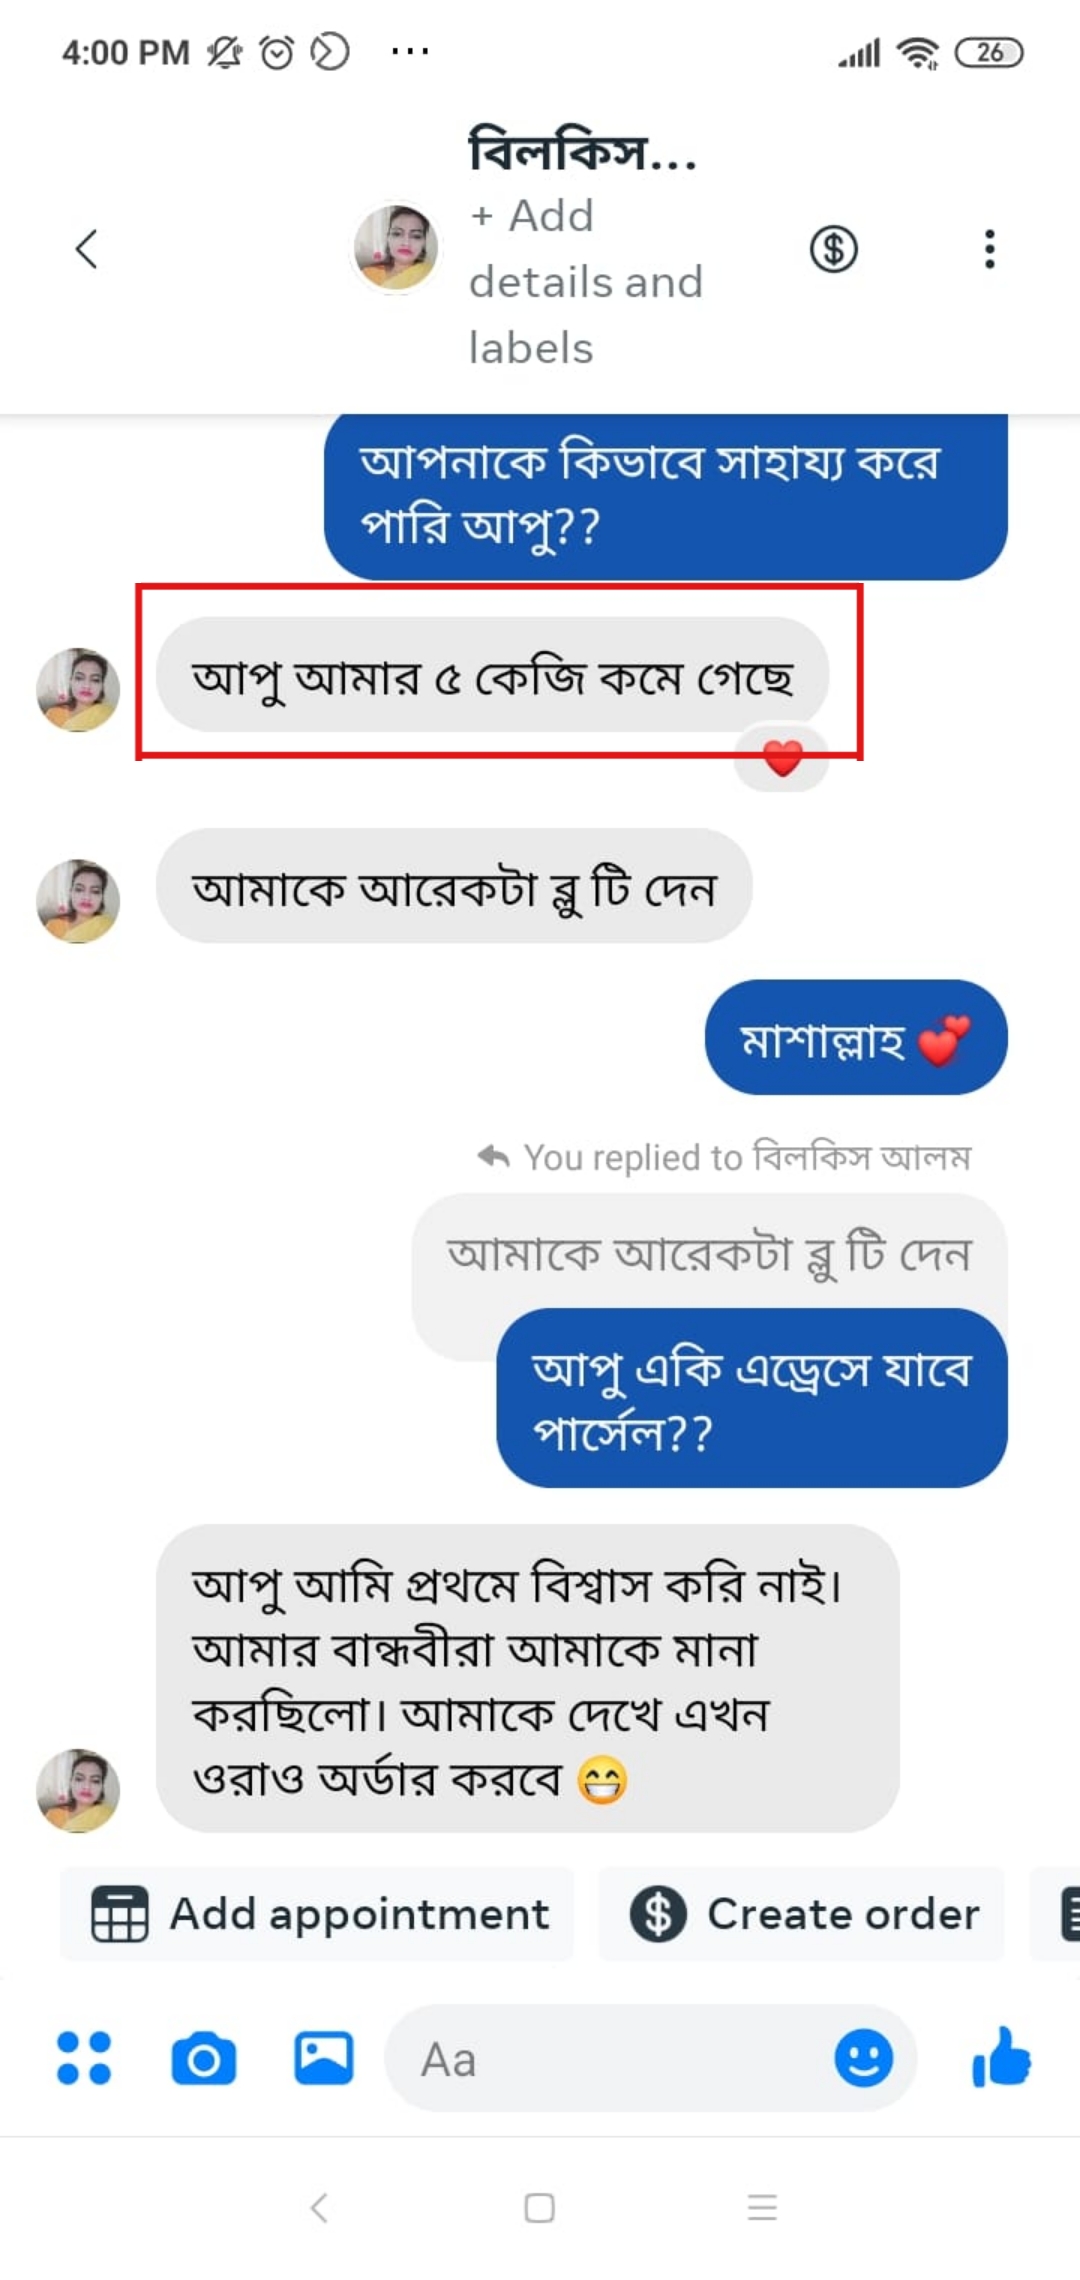 4:00 PM ... 26
বিলকিস...
+ Add
details and
labels
আপনাকে কিভাবে সাহায্য করে
পারি আপু??
আপু আমার ৫ কেজি কমে গেছে
আমাকে আরেকটা ব্লু টি দেন
মাশাল্লাহ 💕
You replied to বিলকিস আলম
আমাকে আরেকটা ব্লু টি দেন
আপু একি এড্রেসে যাবে
পার্সেল??
আপু আমি প্রথমে বিশ্বাস করি নাই।
আমার বান্ধবীরা আমাকে মানা
করছিলো। আমাকে দেখে এখন
ওরাও অর্ডার করবে 😁
Add appointment
Create order
Aa